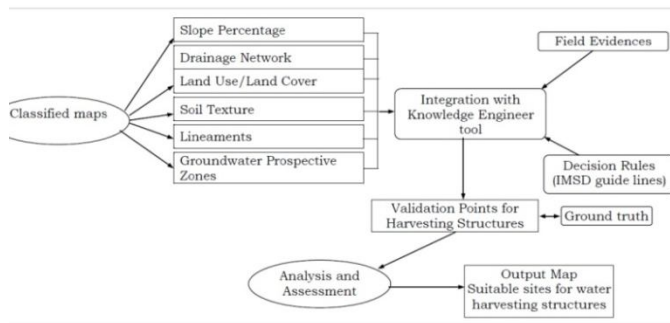 Slope Percentage
Drainage Network
Land Use/Land Cover
Soil Texture
Lineaments
Groundwater Prospective
Zones
Classified maps
Field Evidences
Integration with
Knowledge Engineer
tool
Decision Rules
(IMSD guide lines)
Validation Points for
Harvesting Structures
Ground truth
Analysis and
Assessment
Output Map
Suitable sites for water
harvesting structures